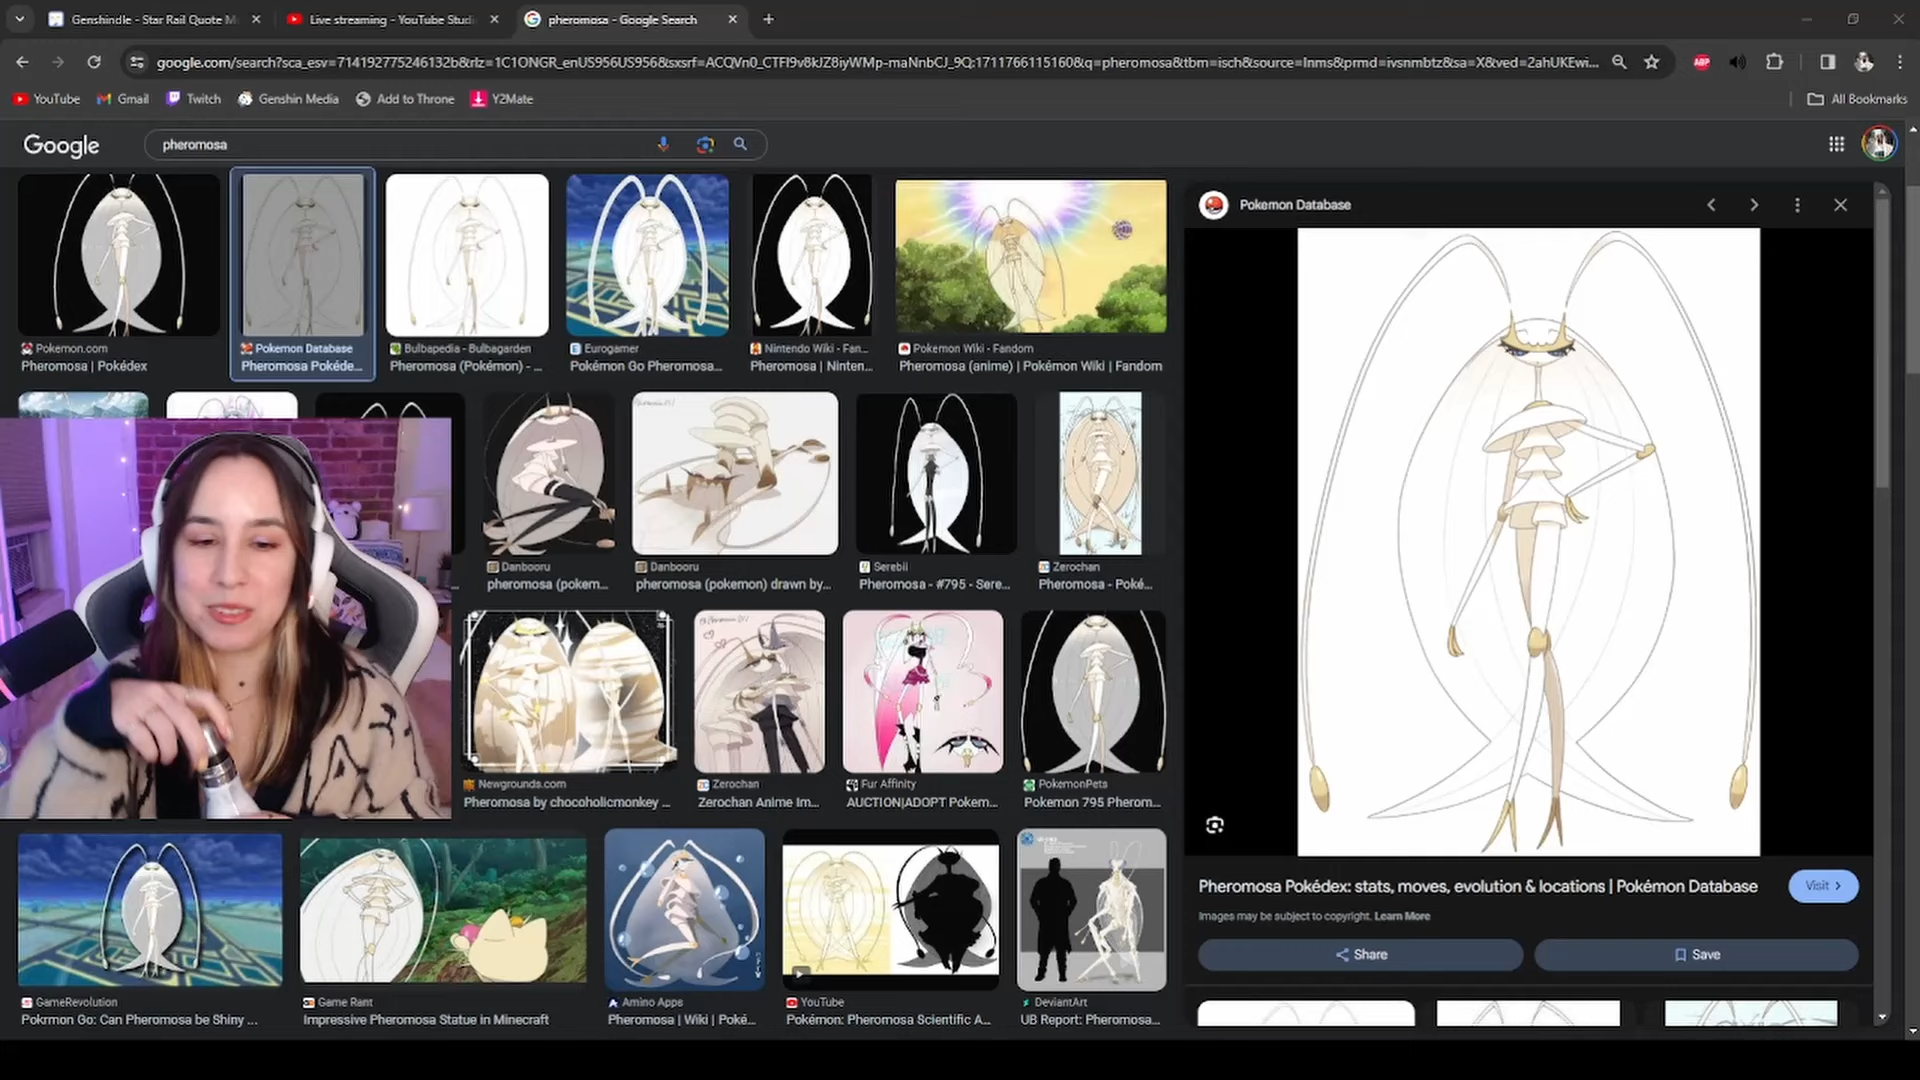 Genshindle - Star Rail Quote M
Live streaming - YouTube Studi
pheromosa - Google Search
google.com/search?sca_esv=714192775246132b&rlz=1C1ONGR_enUS956US956&sxsrf=ACQVn0_CTFI9v8kJZ8iyWMp-maNnbCJ_9Q:1711766115160&q=pheromosa&tbm=isch&source=lnms&prmd=ivsnmbtz&sa=X&ved=2ahUKEwi...
ABP
YouTube
Gmail
Twitch
Genshin Media
Add to Throne
Y2Mate
All Bookmarks
Google
pheromosa
Pokemon.com
Pheromosa | Pokédex
Pokemon Database
Pheromosa Pokéde...
Bulbapedia - Bulbagarden
Pheromosa (Pokémon) - ...
Eurogamer
Pokémon Go Pheromosa...
Nintendo Wiki - Fan...
Pheromosa | Ninten...
Pokemon Wiki - Fandom
Pheromosa (anime) | Pokémon Wiki | Fandom
Danbooru
pheromosa (pokem...
Danbooru
pheromosa (pokemon) drawn by...
Serebii
Pheromosa - #795 - Sere...
Zerochan
Pheromosa - Poké...
Newgrounds.com
Pheromosa by chocoholicmonkey ...
Zerochan
Zerochan Anime Im...
Fur Affinity
AUCTION|ADOPT Pokem...
PokemonPets
Pokemon 795 Pherom...
GameRevolution
Pokrmon Go: Can Pheromosa be Shiny ...
Game Rant
Impressive Pheromosa Statue in Minecraft
Amino Apps
Pheromosa | Wiki | Poké...
YouTube
Pokémon: Pheromosa Scientific A...
DeviantArt
UB Report: Pheromosa...
Pokemon Database
Pheromosa Pokédex: stats, moves, evolution & locations | Pokémon Database
Visit
Images may be subject to copyright. Learn More
Share
Save